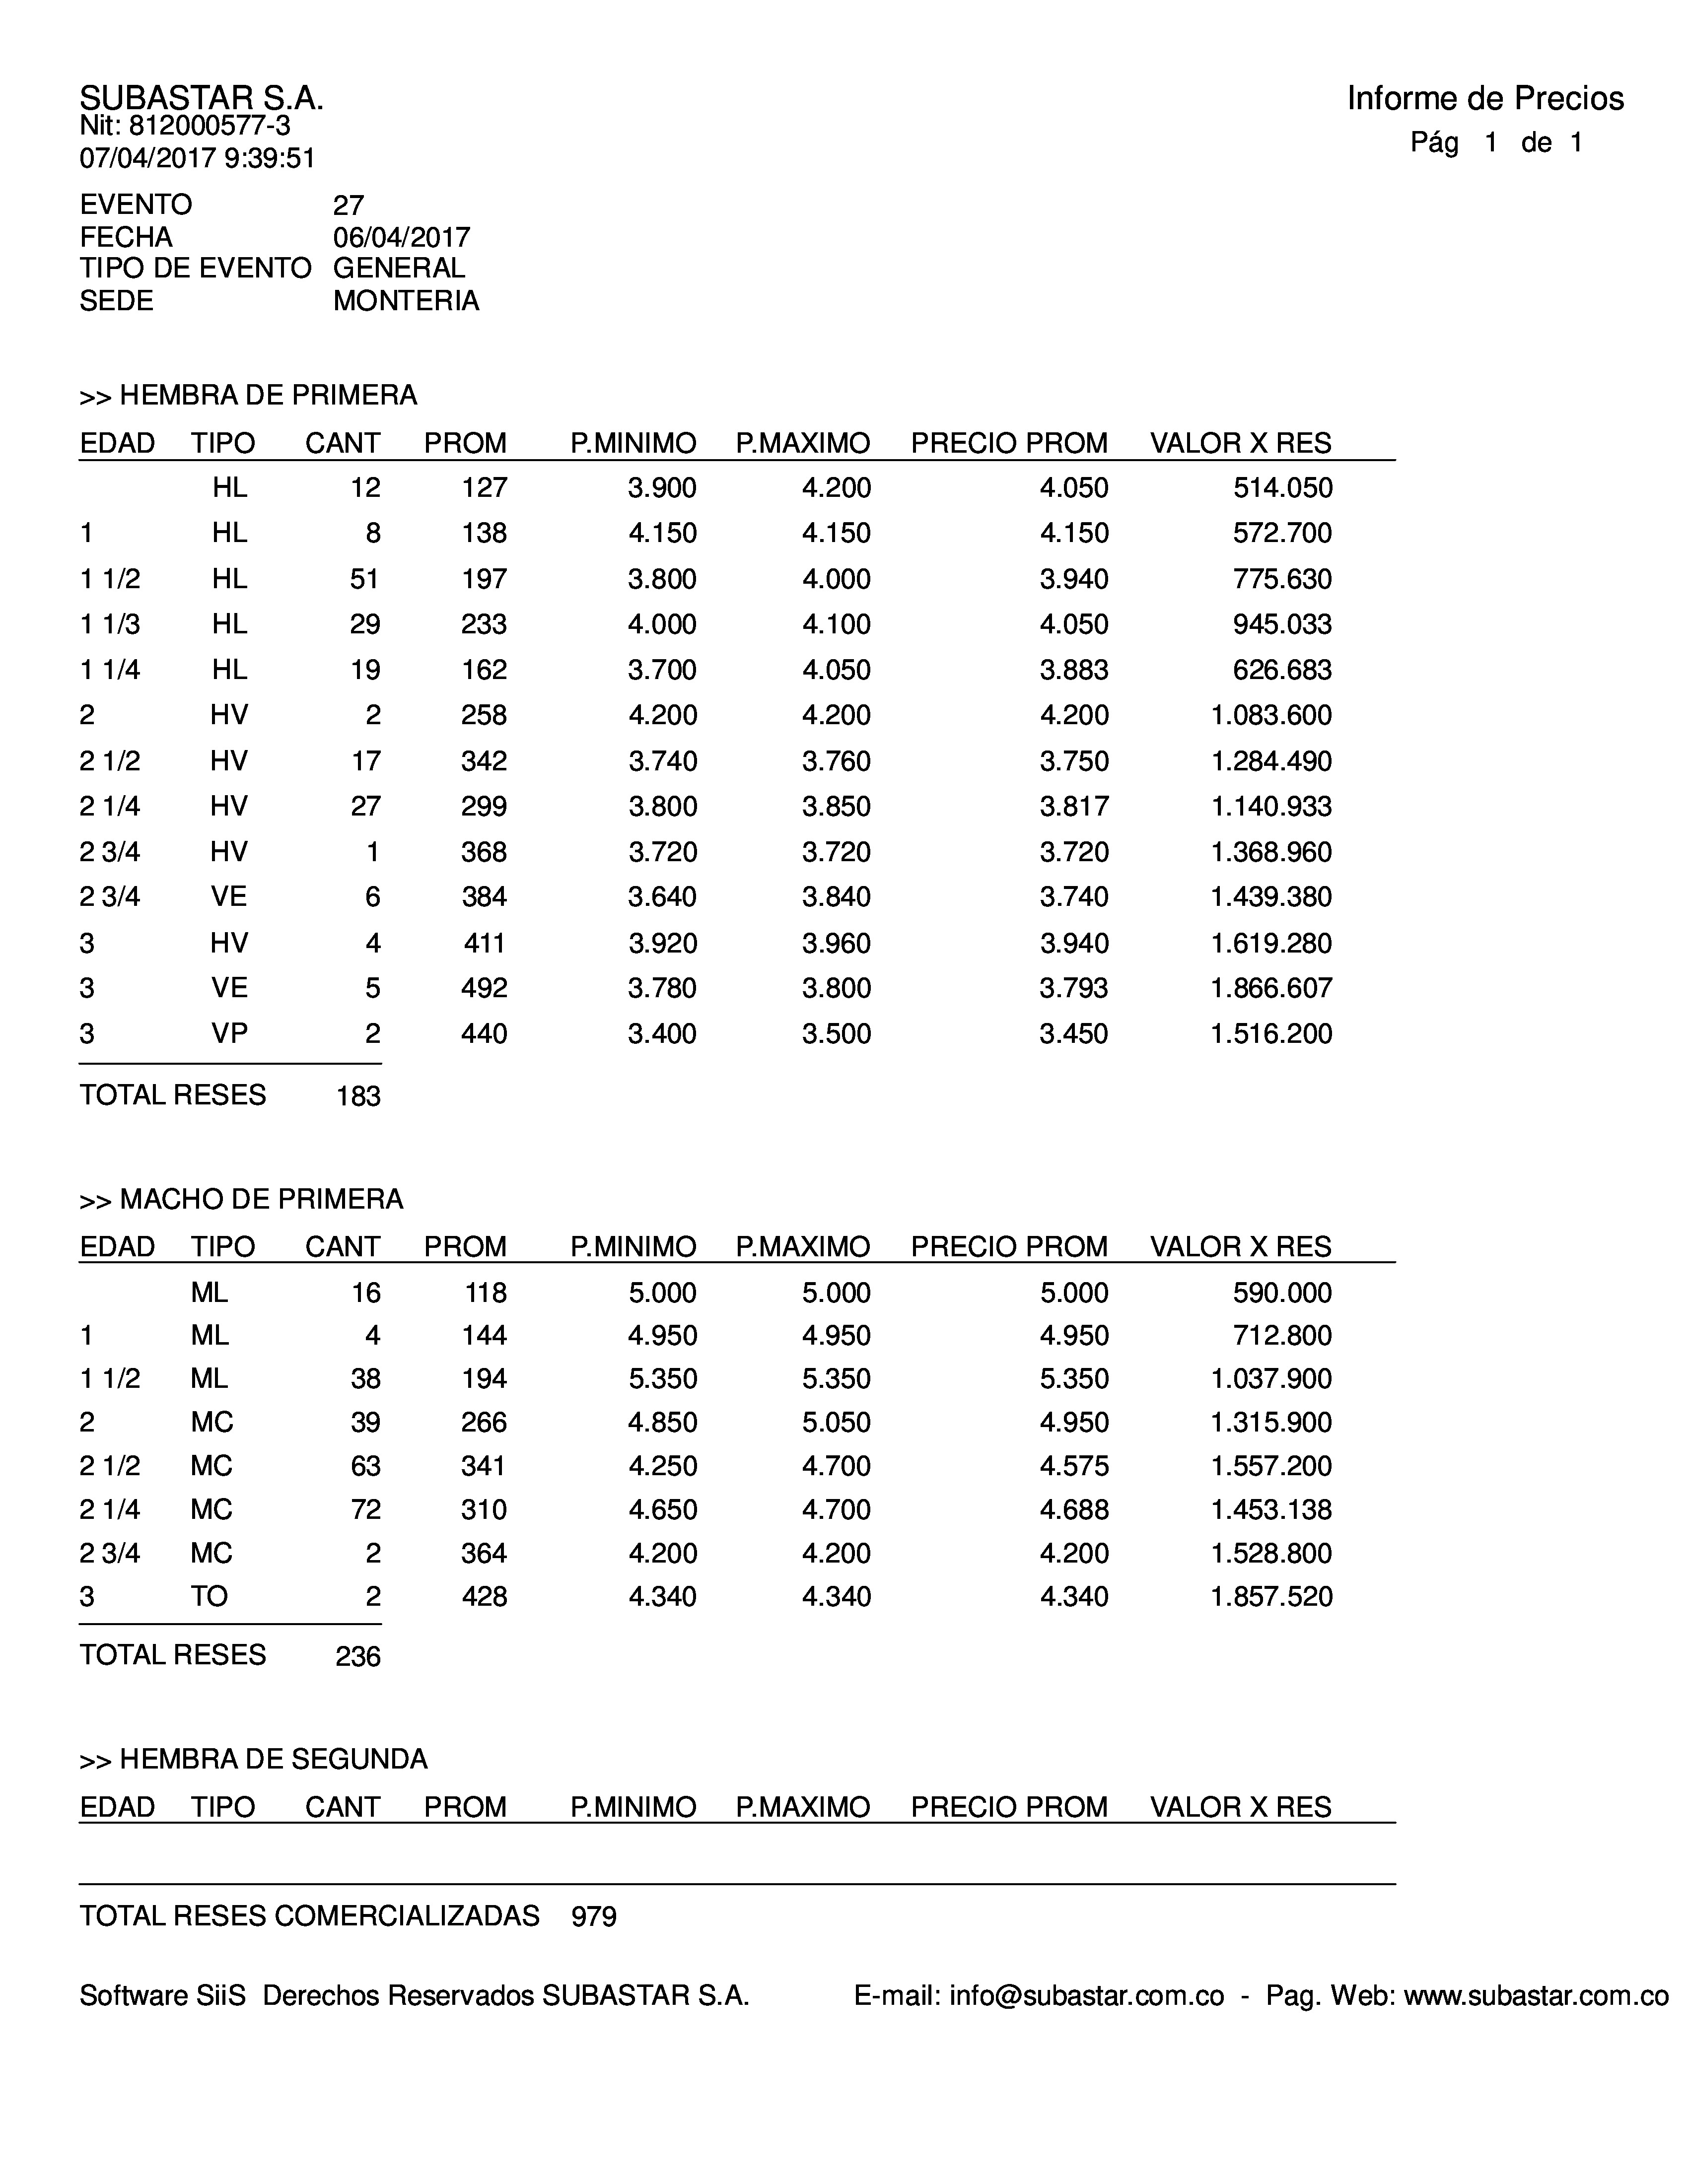 SUBASTAR S.A.
Nit: 812000577-3
07/04/2017 9:39:51
Informe de Precios
Pág 1 de 1
EVENTO 27
FECHA 06/04/2017
TIPO DE EVENTO GENERAL
SEDE MONTERIA
>> HEMBRA DE PRIMERA
EDAD TIPO CANT PROM P.MINIMO P.MAXIMO PRECIO PROM VALOR X RES
HL 12 127 3.900 4.200 4.050 514.050
1 HL 8 138 4.150 4.150 4.150 572.700
1 1/2 HL 51 197 3.800 4.000 3.940 775.630
1 1/3 HL 29 233 4.000 4.100 4.050 945.033
1 1/4 HL 19 162 3.700 4.050 3.883 626.683
2 HV 2 258 4.200 4.200 4.200 1.083.600
2 1/2 HV 17 342 3.740 3.760 3.750 1.284.490
2 1/4 HV 27 299 3.800 3.850 3.817 1.140.933
2 3/4 HV 1 368 3.720 3.720 3.720 1.368.960
2 3/4 VE 6 384 3.640 3.840 3.740 1.439.380
3 HV 4 411 3.920 3.960 3.940 1.619.280
3 VE 5 492 3.780 3.800 3.793 1.866.607
3 VP 2 440 3.400 3.500 3.450 1.516.200
TOTAL RESES 183
>> MACHO DE PRIMERA
EDAD TIPO CANT PROM P.MINIMO P.MAXIMO PRECIO PROM VALOR X RES
ML 16 118 5.000 5.000 5.000 590.000
1 ML 4 144 4.950 4.950 4.950 712.800
1 1/2 ML 38 194 5.350 5.350 5.350 1.037.900
2 MC 39 266 4.850 5.050 4.950 1.315.900
2 1/2 MC 63 341 4.250 4.700 4.575 1.557.200
2 1/4 MC 72 310 4.650 4.700 4.688 1.453.138
2 3/4 MC 2 364 4.200 4.200 4.200 1.528.800
3 TO 2 428 4.340 4.340 4.340 1.857.520
TOTAL RESES 236
>> HEMBRA DE SEGUNDA
EDAD TIPO CANT PROM P.MINIMO P.MAXIMO PRECIO PROM VALOR X RES
TOTAL RESES COMERCIALIZADAS 979
Software SiiS Derechos Reservados SUBASTAR S.A. E-mail: info@subastar.com.co - Pag. Web: www.subastar.com.co